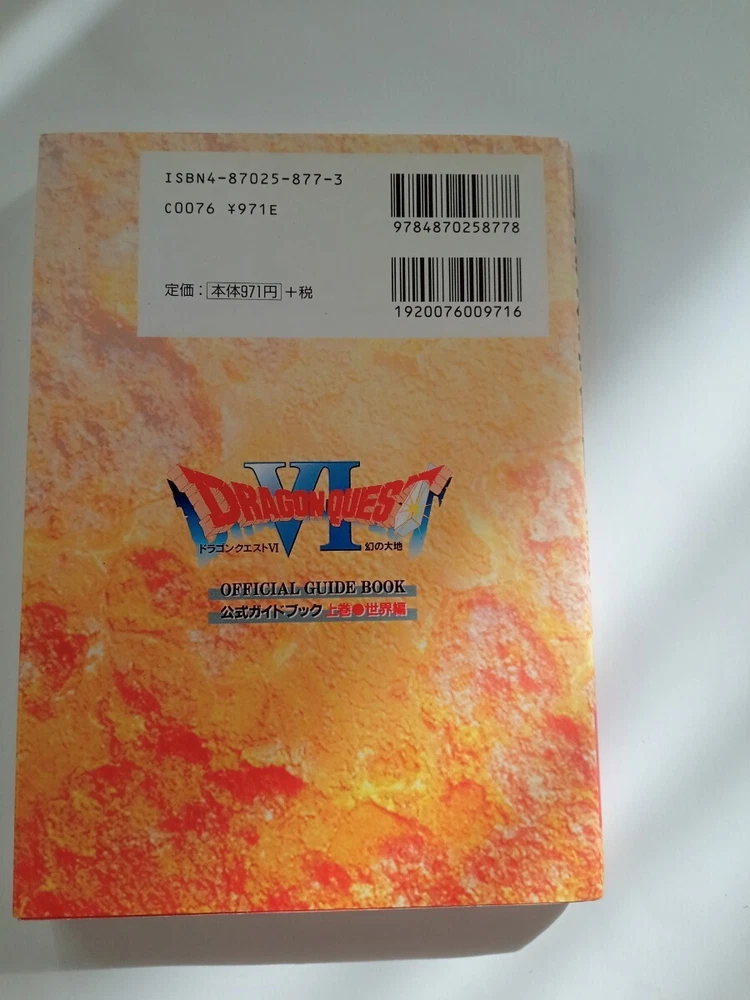 ISBN4-87025-877-3
C0076 ¥971E
9784870258778
定価：本体971円+税
1920076009716
DRAGON QUEST VI
ドラゴンクエストVI 幻の大地
OFFICIAL GUIDE BOOK
公式ガイドブック 上巻●世界編